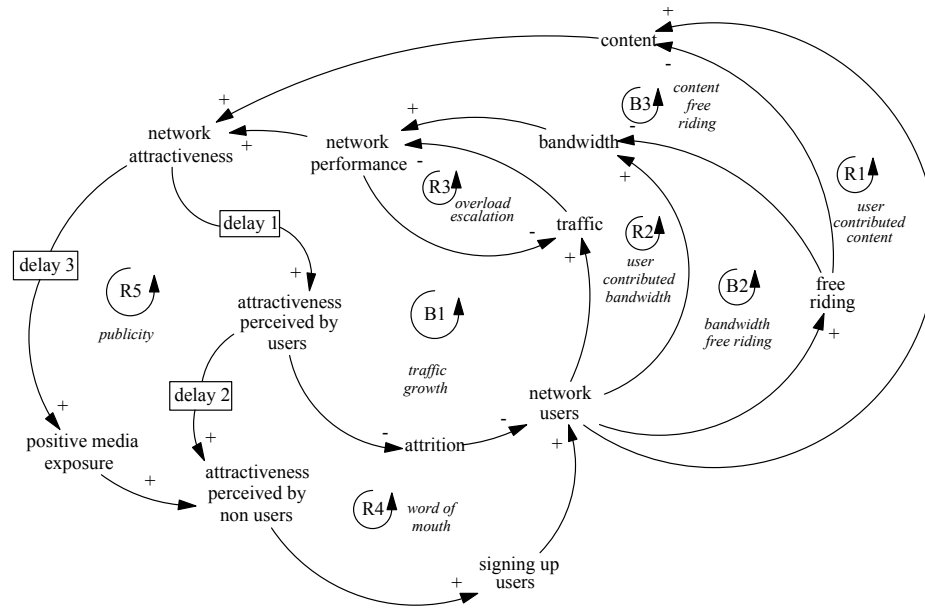 +
content
+
-
content
free
riding
B3
+
+
network
attractiveness
+
network
performance
-
bandwidth
-
+
R3
overload
escalation
R1
user
contributed
content
delay 1
-
traffic
+
R2
user
contributed
bandwidth
delay 3
R5
publicity
+
attractiveness
perceived by
users
B1
traffic
growth
B2
bandwidth
free riding
free
riding
+
delay 2
network
users
-
+
+
positive media
exposure
+
-
attrition
+
attractiveness
perceived by
non users
R4
word of
mouth
signing up
users
+